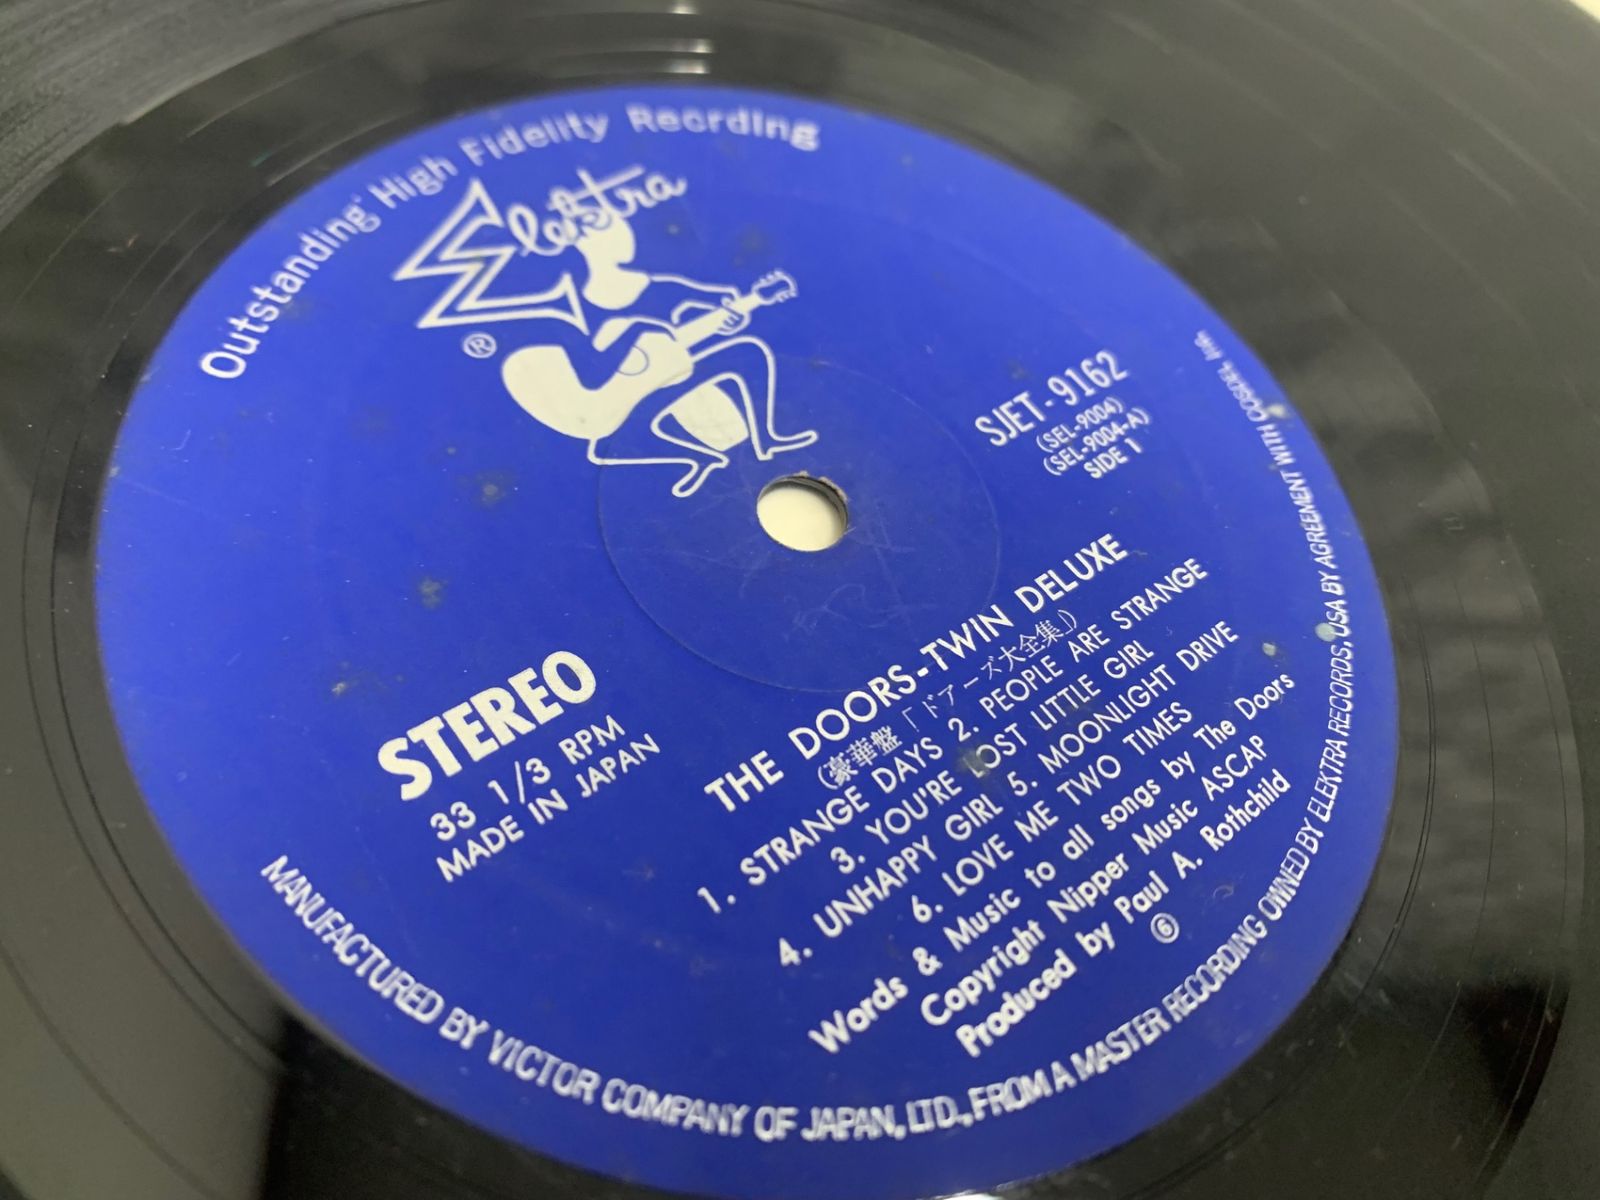 Outstanding High Fidelity Recording
Elektra
®
SJET-9162
(SEL-9004)
(SEL-9004-A)
SIDE 1
STEREO
33 1/3 RPM
MADE IN JAPAN
THE DOORS-TWIN DELUXE
(豪華盤「ドアーズ大全集」)
1. STRANGE DAYS 2. PEOPLE ARE STRANGE
3. YOU'RE LOST LITTLE GIRL
4. UNHAPPY GIRL 5. MOONLIGHT DRIVE
6. LOVE ME TWO TIMES
Words & Music to all songs by The Doors
Copyright Nipper Music ASCAP
Produced by Paul A. Rothchild
⑥
MANUFACTURED BY VICTOR COMPANY OF JAPAN, LTD., FROM A MASTER RECORDING OWNED BY ELEKTRA RECORDS, USA BY AGREEMENT WITH